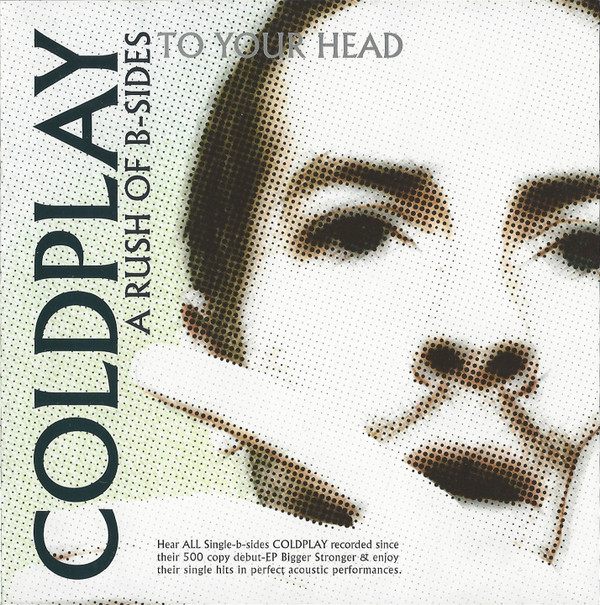 COLDPLAY
A RUSH OF B-SIDES
TO YOUR HEAD
Hear ALL Single-b-sides COLDPLAY recorded since
their 500 copy debut-EP Bigger Stronger & enjoy
their single hits in perfect acoustic performances.